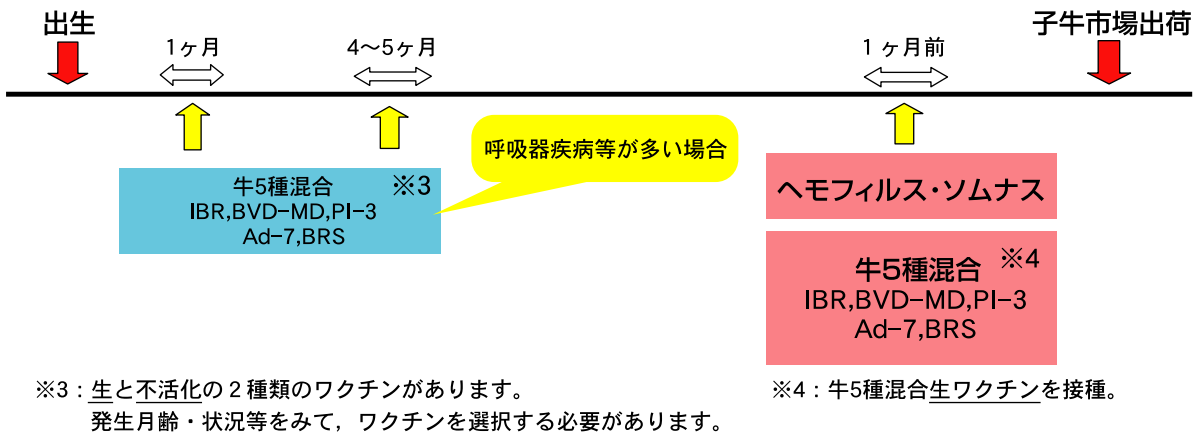 出生
子牛市場出荷
1ヶ月
4～5ヶ月
1ヶ月前
呼吸器疾病等が多い場合
牛5種混合 ※3
IBR,BVD−MD,PI−3
Ad−7,BRS
ヘモフィルス・ソムナス
牛5種混合 ※4
IBR,BVD−MD,PI−3
Ad−7,BRS
※3：生と不活化の２種類のワクチンがあります。
発生月齢・状況等をみて，ワクチンを選択する必要があります。
※4：牛5種混合生ワクチンを接種。